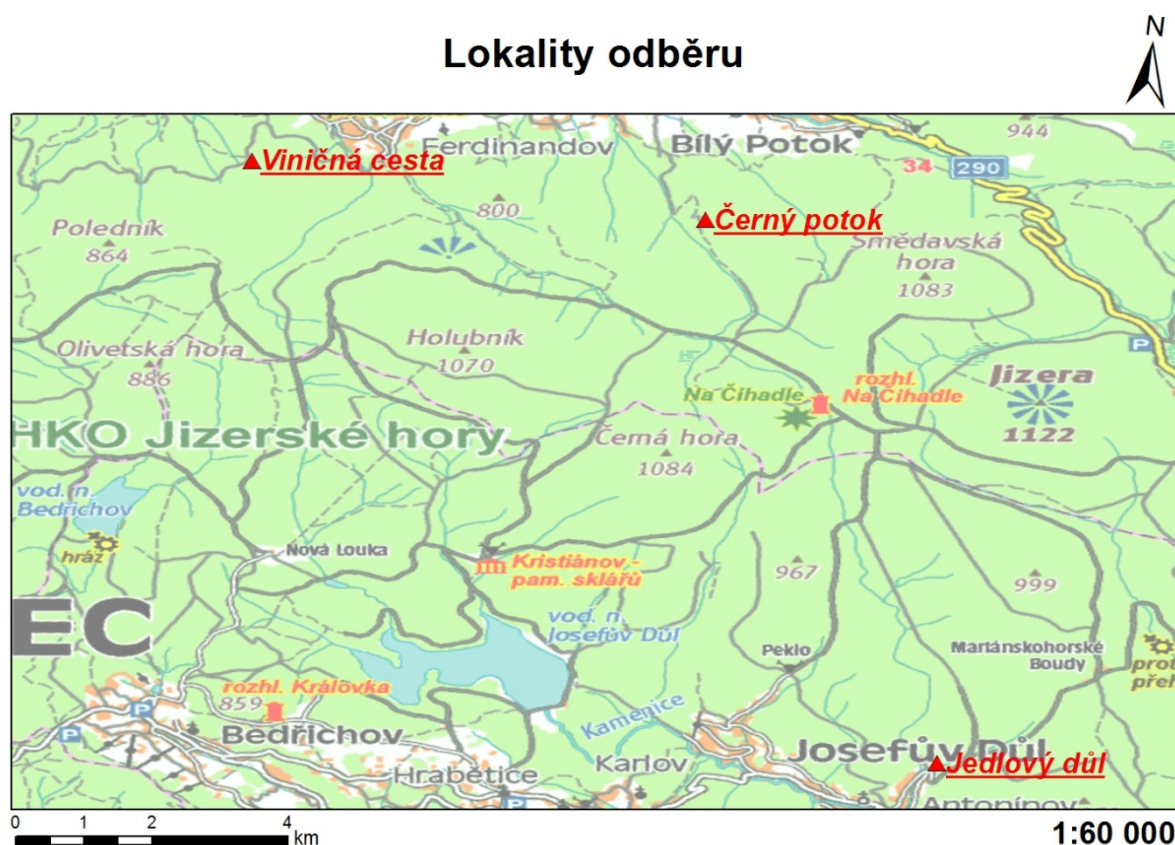 Lokality odběru
N
944
Ferdinandov
Bílý Potok
Viničná cesta
34
290
800
Poledník
864
Černý potok
Smědavská
hora
1083
Holubník
1070
Olivetská hora
886
P
Jizera
1122
rozhl.
Na Čihadle
Na Čihadle
HKO Jizerské hory
Černá hora
1084
vod. n.
Bedřichov
hráz
Nová Louka
Kristiánov -
pam. sklářů
967
999
EC
vod. n.
Josefův Důl
Peklo
Mariánskohorské
Boudy
prot
přeh
rozhl. Královka
859
P
P
Bedřichov
Kamenice
Josefův Důl
Karlov
Jedlový důl
Hrabětice
P
P
Antonínov
0 1 2 4
km
1:60 000